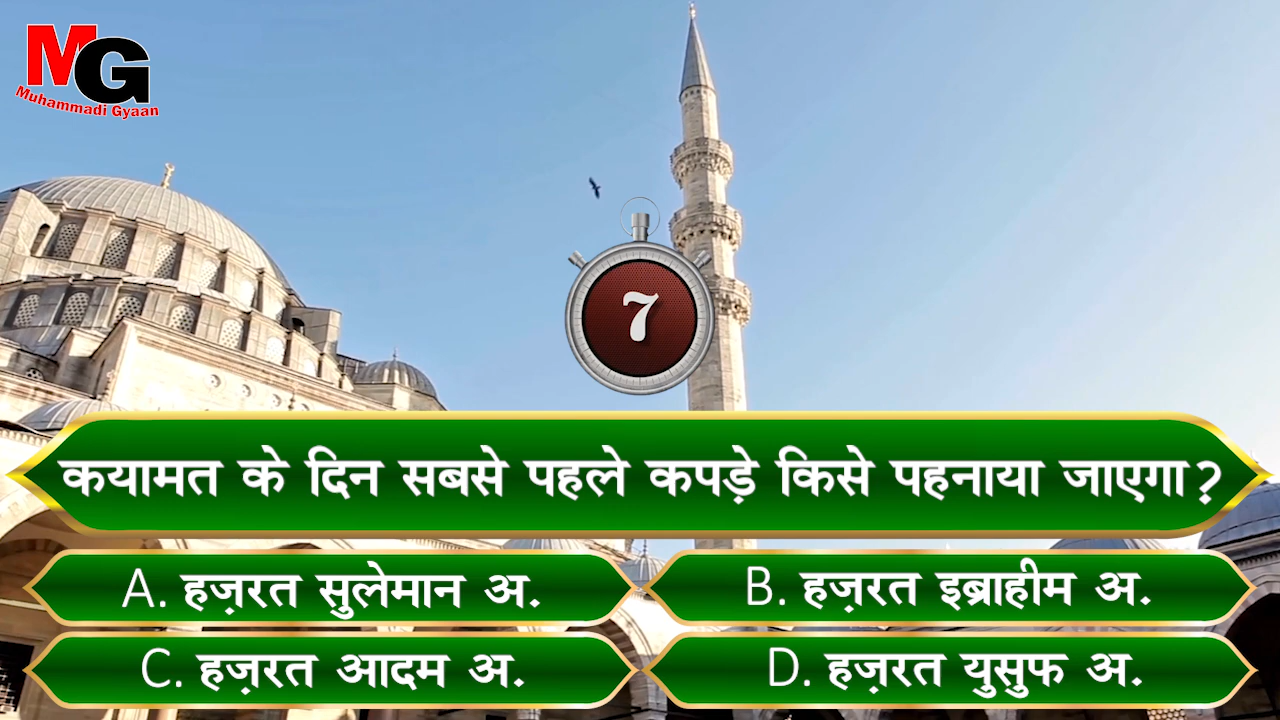 MG
Muhammadi Gyaan
7
कयामत के दिन सबसे पहले कपड़े किसे पहनाया जाएगा?
A. हज़रत सुलेमान अ.
B. हज़रत इब्राहीम अ.
C. हज़रत आदम अ.
D. हज़रत युसुफ अ.